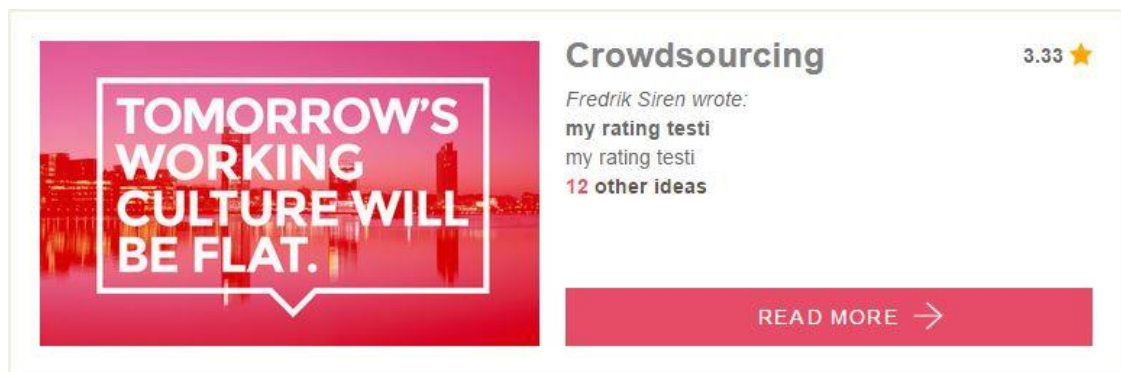 TOMORROW'S
WORKING
CULTURE WILL
BE FLAT.
Crowdsourcing
3.33
Fredrik Siren wrote:
my rating testi
my rating testi
12 other ideas
READ MORE